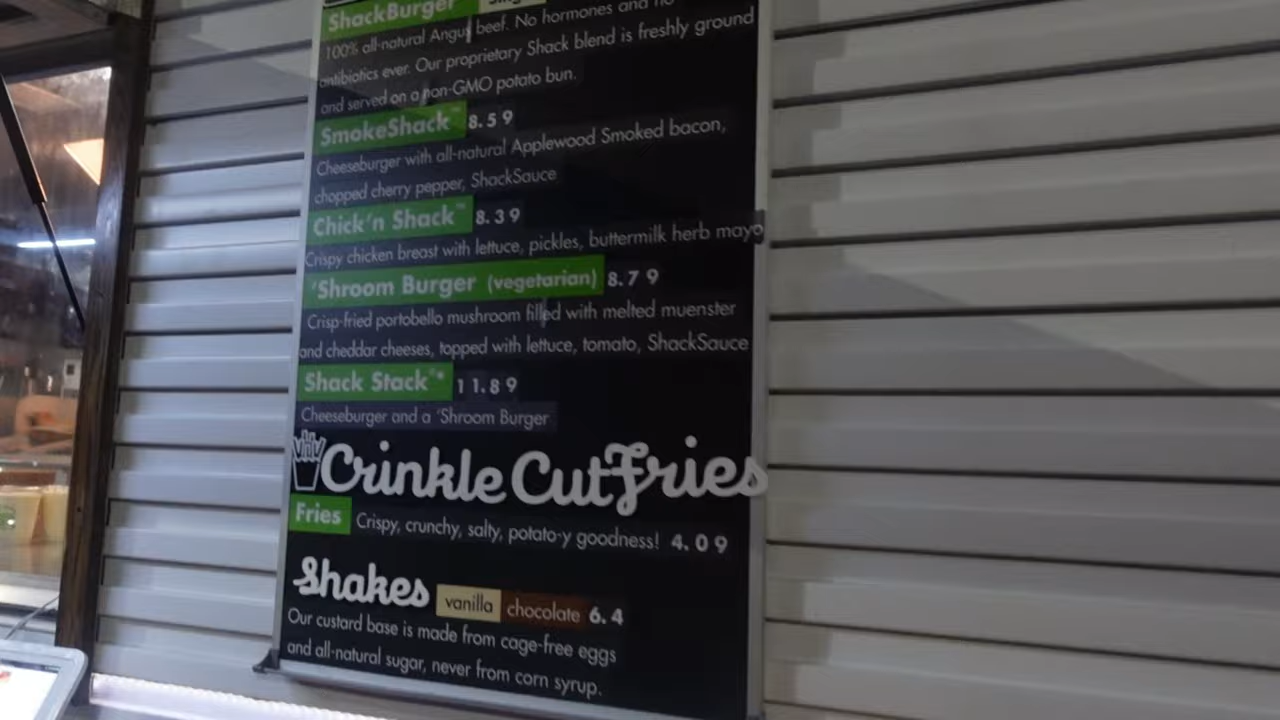 ShackBurger
100% all-natural Angus beef. No hormones and no
antibiotics ever. Our proprietary Shack blend is freshly ground
and served on a non-GMO potato bun.
SmokeShack™ 8.59
Cheeseburger with all-natural Applewood Smoked bacon,
chopped cherry pepper, ShackSauce
Chick'n Shack™ 8.39
Crispy chicken breast with lettuce, pickles, buttermilk herb mayo
'Shroom Burger (vegetarian) 8.79
Crisp-fried portobello mushroom filled with melted muenster
and cheddar cheeses, topped with lettuce, tomato, ShackSauce
Shack Stack®* 11.89
Cheeseburger and a 'Shroom Burger
Crinkle Cut Fries
Fries Crispy, crunchy, salty, potato-y goodness! 4.09
Shakes vanilla chocolate 6.4
Our custard base is made from cage-free eggs
and all-natural sugar, never from corn syrup.